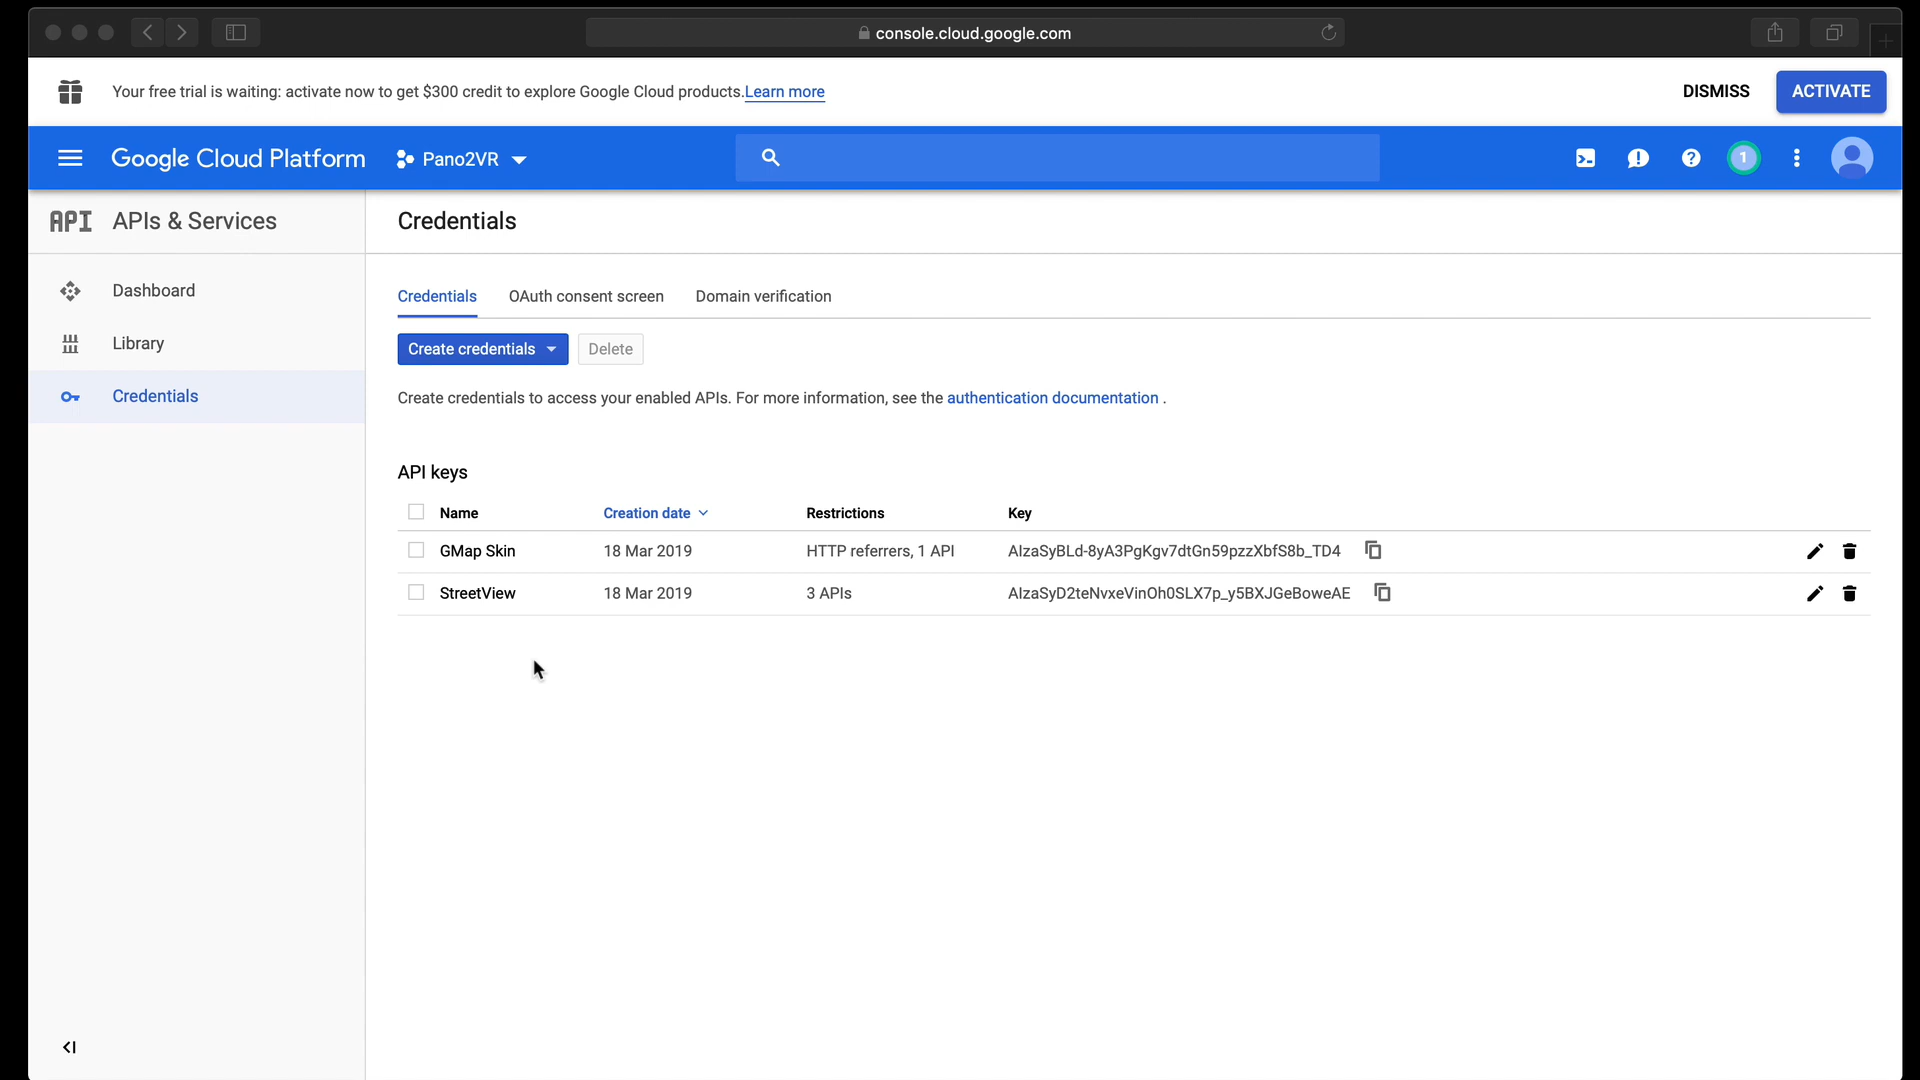 console.cloud.google.com
Your free trial is waiting: activate now to get $300 credit to explore Google Cloud products. Learn more
DISMISS
ACTIVATE
Google Cloud Platform
Pano2VR
1
API APIs & Services
Credentials
Dashboard
Library
Credentials
Credentials OAuth consent screen Domain verification
Create credentials Delete
Create credentials to access your enabled APIs. For more information, see the authentication documentation .
API keys
Name Creation date Restrictions Key
GMap Skin 18 Mar 2019 HTTP referrers, 1 API AIzaSyBLd-8yA3PgKgv7dtGn59pzzXbfS8b_TD4
StreetView 18 Mar 2019 3 APIs AIzaSyD2teNvxeVinOh0SLX7p_y5BXJGeBoweAE